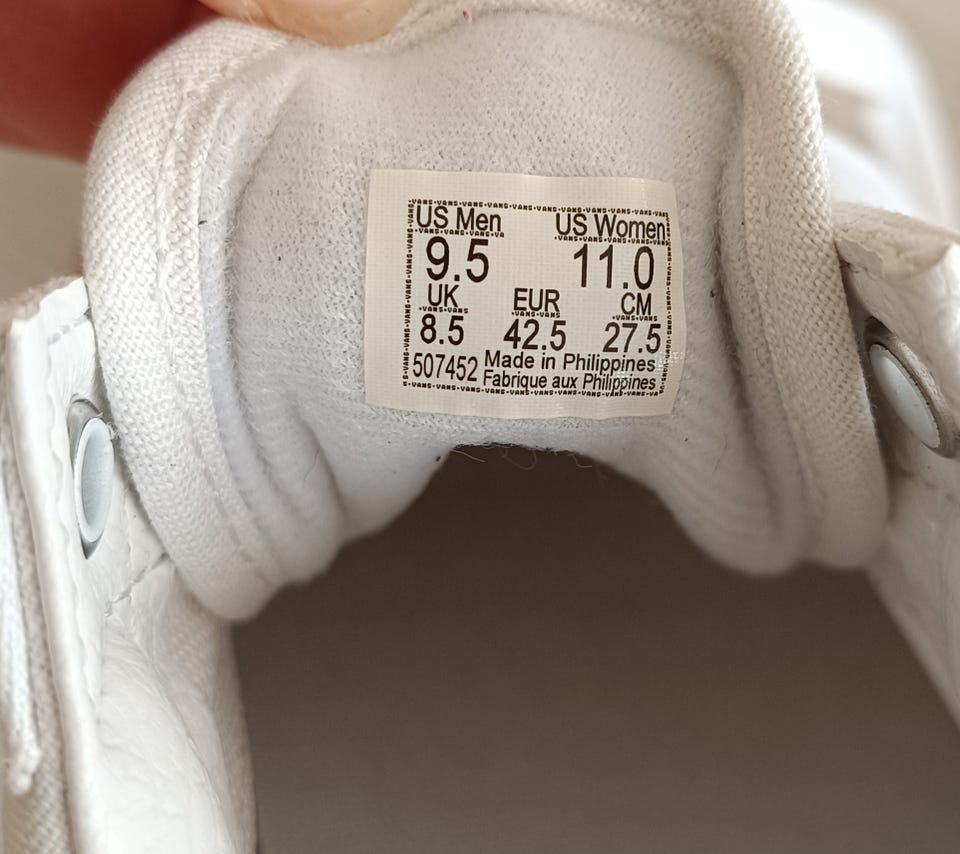 US Men US Women
9.5 11.0
UK EUR CM
8.5 42.5 27.5
507452 Made in Philippines
Fabrique aux Philippines